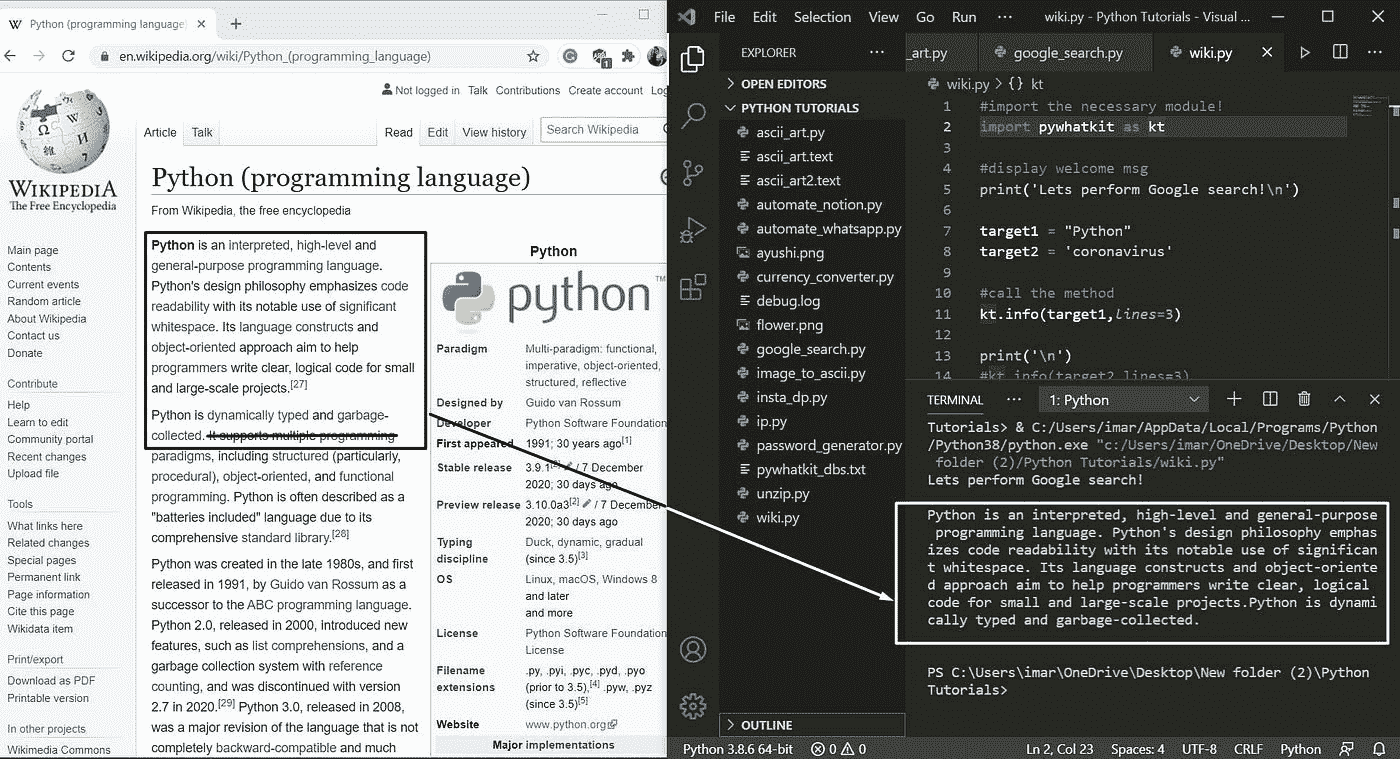 Python (programming language)
en.wikipedia.org/wiki/Python_(programming_language)
1
Not logged in Talk Contributions Create account Log
Article Talk Read Edit View history Search Wikipedia
WIKIPEDIA
The Free Encyclopedia
Main page
Contents
Current events
Random article
About Wikipedia
Contact us
Donate
Contribute
Help
Learn to edit
Community portal
Recent changes
Upload file
Tools
What links here
Related changes
Special pages
Permanent link
Page information
Cite this page
Wikidata item
Print/export
Download as PDF
Printable version
In other projects
Wikimedia Commons
Python (programming language)
From Wikipedia, the free encyclopedia
Python is an interpreted, high-level and
general-purpose programming language.
Python's design philosophy emphasizes code
readability with its notable use of significant
whitespace. Its language constructs and
object-oriented approach aim to help
programmers write clear, logical code for small
and large-scale projects.[27]
Python is dynamically typed and garbage-
collected. It supports multiple programming
paradigms, including structured (particularly,
procedural), object-oriented, and functional
programming. Python is often described as a
"batteries included" language due to its
comprehensive standard library.[28]
Python was created in the late 1980s, and first
released in 1991, by Guido van Rossum as a
successor to the ABC programming language.
Python 2.0, released in 2000, introduced new
features, such as list comprehensions, and a
garbage collection system with reference
counting, and was discontinued with version
2.7 in 2020.[29] Python 3.0, released in 2008,
was a major revision of the language that is not
completely backward-compatible and much
Python
python TM
Paradigm Multi-paradigm: functional,
imperative, object-oriented,
structured, reflective
Designed by Guido van Rossum
Developer Python Software Foundation
First appeared 1991; 30 years ago[1]
Stable release 3.9.1[2] / 7 December
2020; 30 days ago
Preview release 3.10.0a3[2] / 7 December
2020; 30 days ago
Typing Duck, dynamic, gradual
discipline (since 3.5)[3]
OS Linux, macOS, Windows 8
and later
and more
License Python Software Foundation
License
Filename .py, .pyi, .pyc, .pyd, .pyo
extensions (prior to 3.5),[4] .pyw, .pyz
(since 3.5)[5]
Website www.python.org
Major implementations
File Edit Selection View Go Run ··· wiki.py - Python Tutorials - Visual ...
EXPLORER ···
OPEN EDITORS
PYTHON TUTORIALS
ascii_art.py
ascii_art.text
ascii_art2.text
automate_notion.py
automate_whatsapp.py
ayushi.png
currency_converter.py
debug.log
flower.png
google_search.py
image_to_ascii.py
insta_dp.py
ip.py
password_generator.py
pywhatkit_dbs.txt
unzip.py
wiki.py
OUTLINE
_art.py google_search.py wiki.py ···
wiki.py > {} kt
1 #import the necessary module!
2 import pywhatkit as kt
3
4 #display welcome msg
5 print('Lets perform Google search!\n')
6
7 target1 = "Python"
8 target2 = 'coronavirus'
9
10 #call the method
11 kt.info(target1,lines=3)
12
13 print('\n')
14 #kt.info(target2,lines=3)
TERMINAL ··· 1: Python
Tutorials> & C:/Users/imar/AppData/Local/Programs/Python
/Python38/python.exe "c:/Users/imar/OneDrive/Desktop/New
folder (2)/Python Tutorials/wiki.py"
Lets perform Google search!
Python is an interpreted, high-level and general-purpose
programming language. Python's design philosophy emphas
izes code readability with its notable use of significan
t whitespace. Its language constructs and object-oriente
d approach aim to help programmers write clear, logical
code for small and large-scale projects.Python is dynami
cally typed and garbage-collected.
PS C:\Users\imar\OneDrive\Desktop\New folder (2)\Python
Tutorials>
Python 3.8.6 64-bit 0 0 Ln 2, Col 23 Spaces: 4 UTF-8 CRLF Python